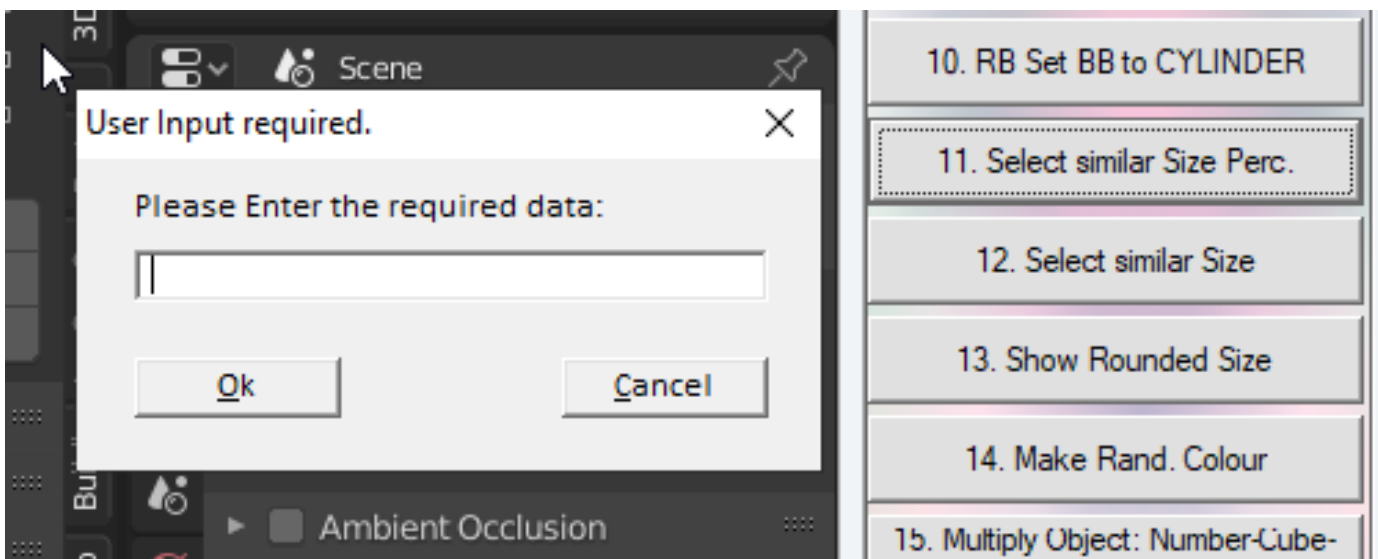 3D
Scene
User Input required.
Please Enter the required data:
Ok
Cancel
Ambient Occlusion
10. RB Set BB to CYLINDER
11. Select similar Size Perc.
12. Select similar Size
13. Show Rounded Size
14. Make Rand. Colour
15. Multiply Object: Number-Cube-